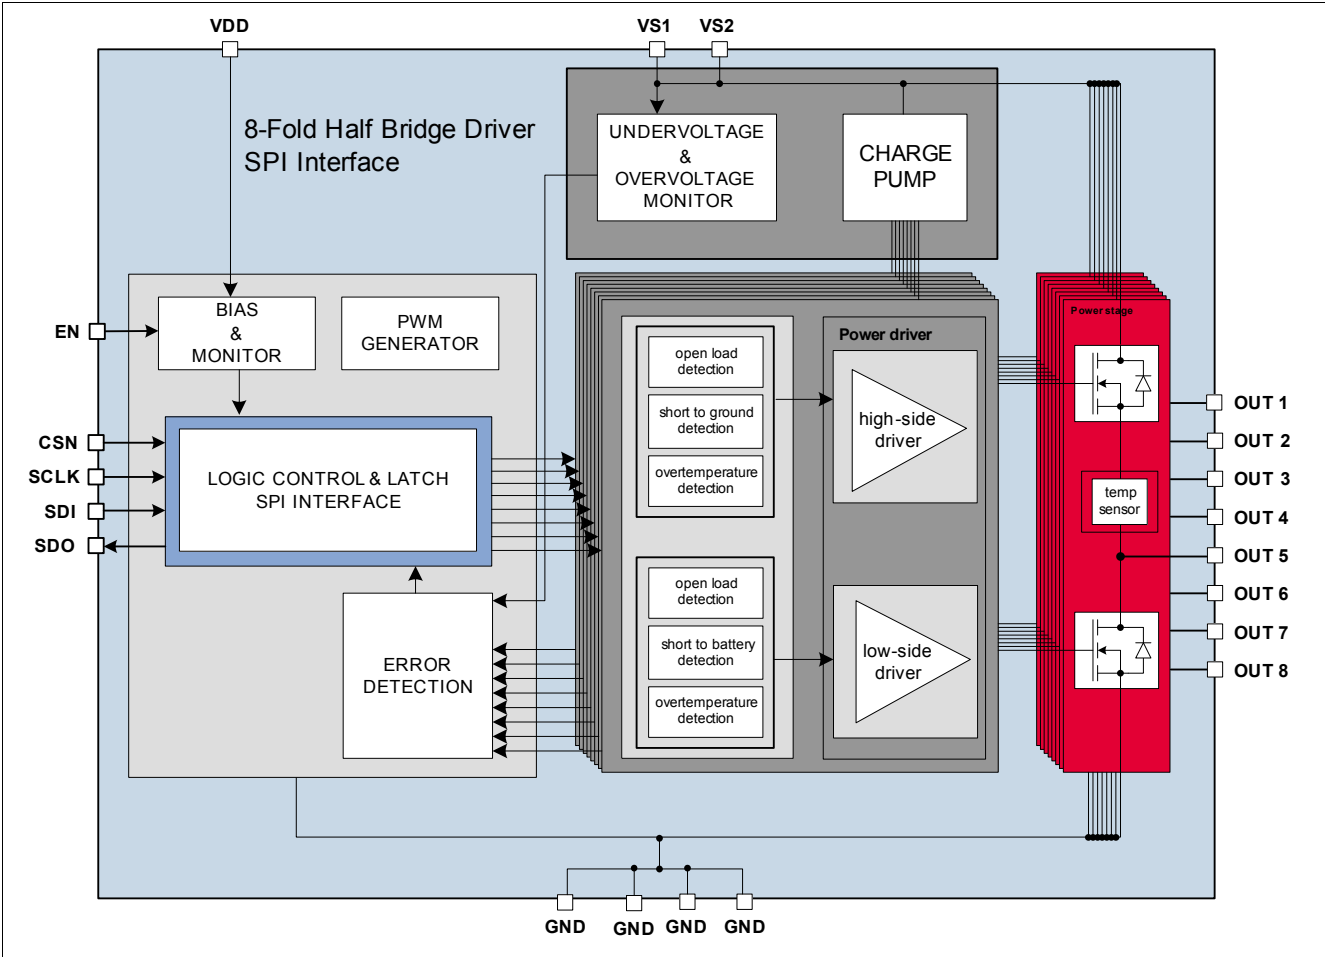 VDD
VS1
VS2
8-Fold Half Bridge Driver
SPI Interface
UNDERVOLTAGE
&
OVERVOLTAGE
MONITOR
CHARGE
PUMP
BIAS
&
MONITOR
PWM
GENERATOR
EN
CSN
SCLK
SDI
SDO
LOGIC CONTROL & LATCH
SPI INTERFACE
ERROR
DETECTION
open load
detection
short to ground
detection
overtemperature
detection
open load
detection
short to battery
detection
overtemperature
detection
Power driver
high-side
driver
low-side
driver
Power stage
temp
sensor
OUT 1
OUT 2
OUT 3
OUT 4
OUT 5
OUT 6
OUT 7
OUT 8
GND
GND
GND
GND